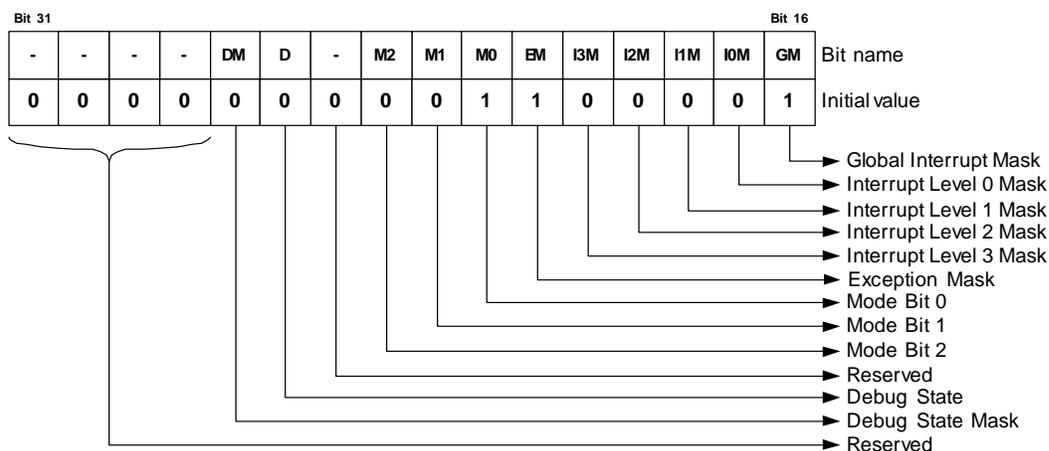 Bit 31 Bit 16
- - - - DM D - M2 M1 M0 EM I3M I2M I1M I0M GM Bit name
0 0 0 0 0 0 0 0 0 1 1 0 0 0 0 1 Initial value
Global Interrupt Mask
Interrupt Level 0 Mask
Interrupt Level 1 Mask
Interrupt Level 2 Mask
Interrupt Level 3 Mask
Exception Mask
Mode Bit 0
Mode Bit 1
Mode Bit 2
Reserved
Debug State
Debug State Mask
Reserved